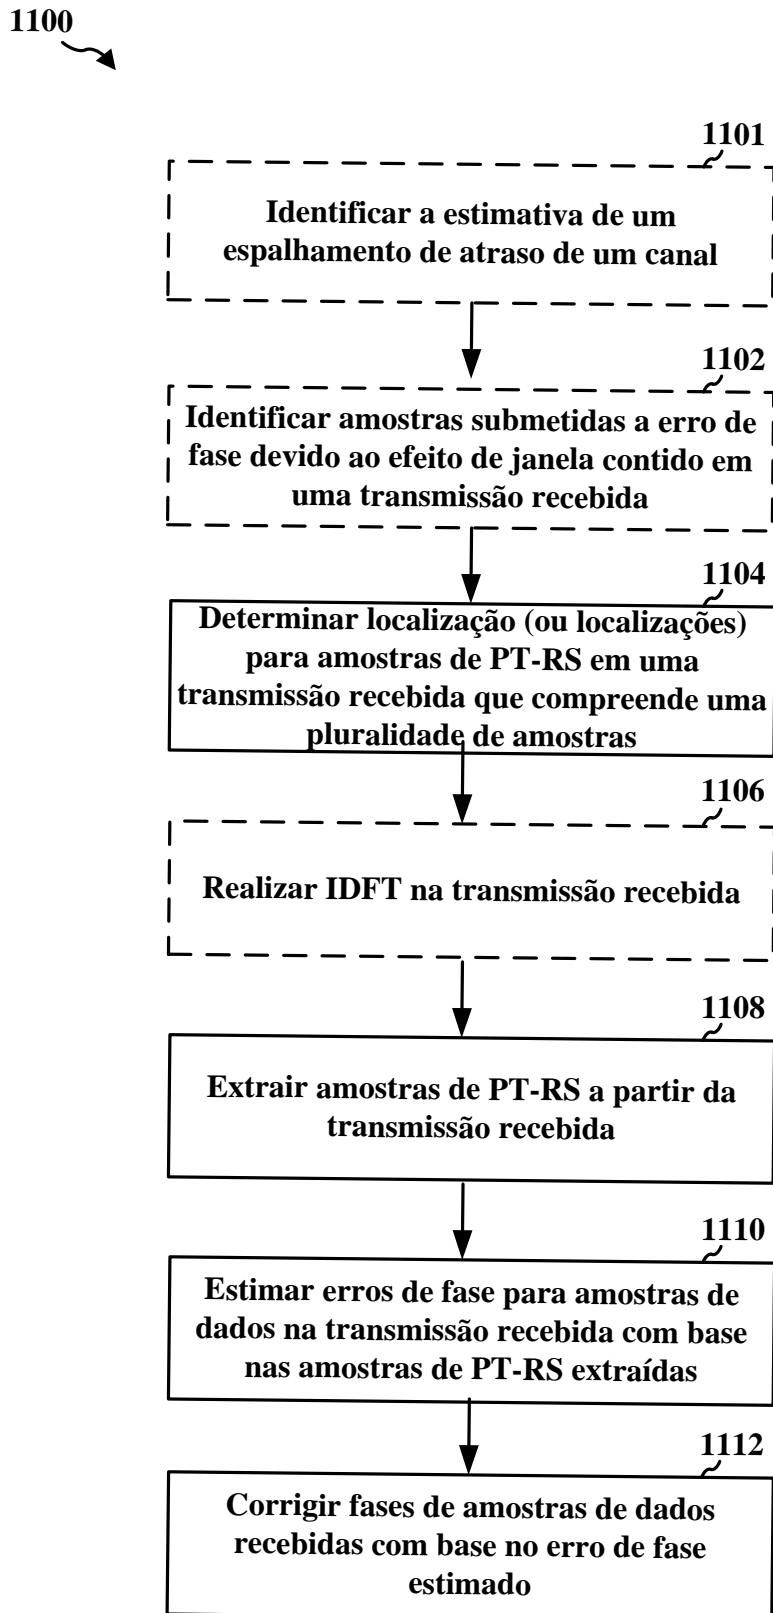 1100
1101
Identificar a estimativa de um
espalhamento de atraso de um canal
1102
Identificar amostras submetidas a erro de
fase devido ao efeito de janela contido em
uma transmissão recebida
1104
Determinar localização (ou localizações)
para amostras de PT-RS em uma
transmissão recebida que compreende uma
pluralidade de amostras
1106
Realizar IDFT na transmissão recebida
1108
Extrair amostras de PT-RS a partir da
transmissão recebida
1110
Estimar erros de fase para amostras de
dados na transmissão recebida com base
nas amostras de PT-RS extraídas
1112
Corrigir fases de amostras de dados
recebidas com base no erro de fase
estimado